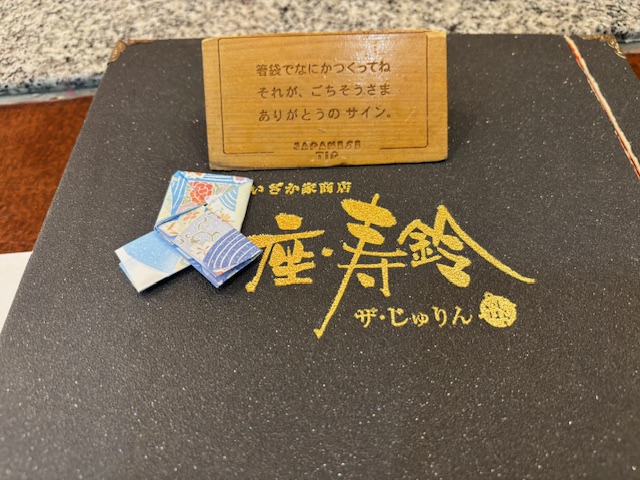 箸袋でなにかつくってね
それが、ごちそうさま
ありがとうの サイン。
JAPANESE
TIP
いざか家商店
座・寿鈴
ザ・じゅりん